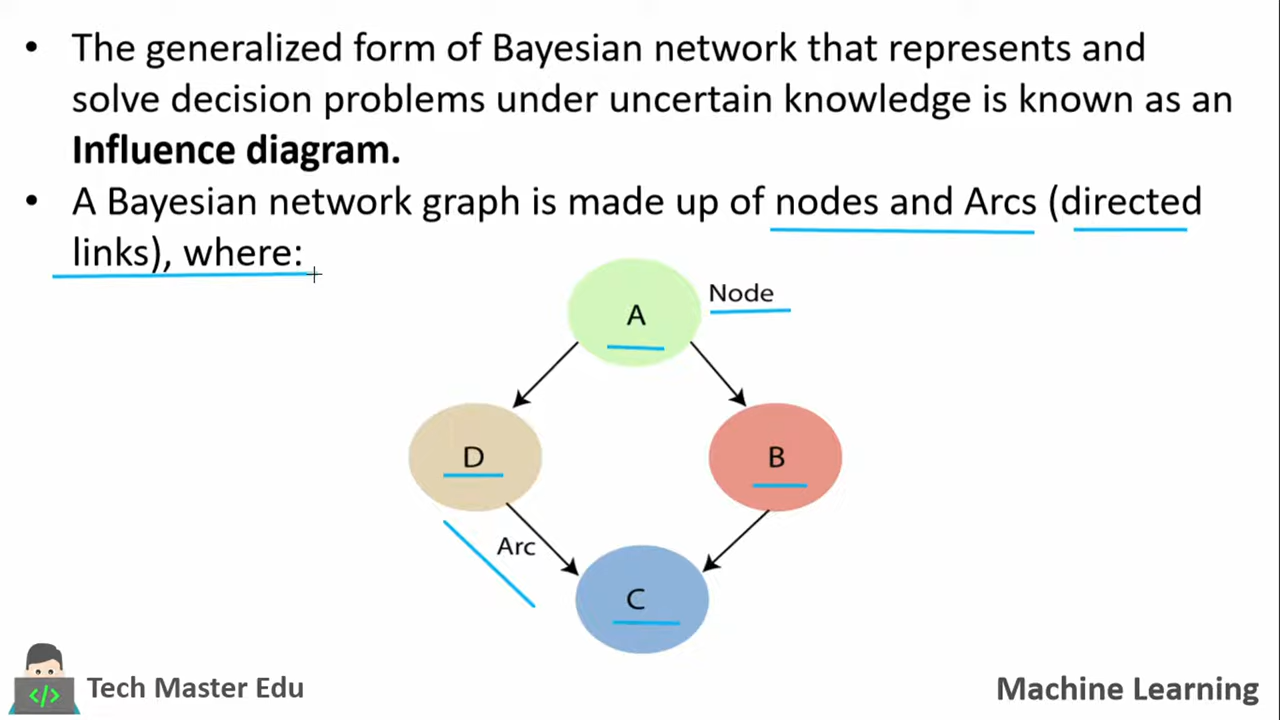 • The generalized form of Bayesian network that represents and
solve decision problems under uncertain knowledge is known as an
Influence diagram.
• A Bayesian network graph is made up of nodes and Arcs (directed
links), where:
Node
A
D
B
Arc
C
</> Tech Master Edu
Machine Learning